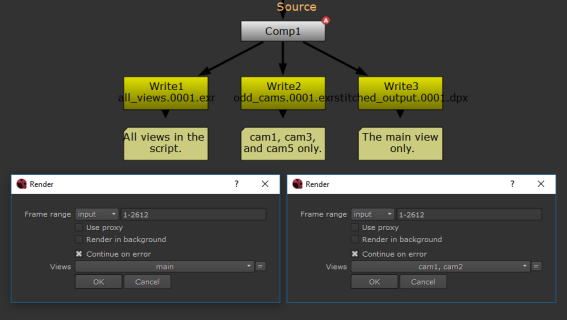 Source
A
Comp1
Write1
all_views.0001.exr
Write2
odd_cams.0001.exr
Write3
stitched_output.0001.dpx
All views in the
script.
cam1, cam3,
and cam5 only.
The main view
only.
Render
?
Frame range input 1-2612
Use proxy
Render in background
Continue on error
Views main =
OK Cancel
Render
?
Frame range input 1-2612
Use proxy
Render in background
Continue on error
Views cam1, cam2 =
OK Cancel